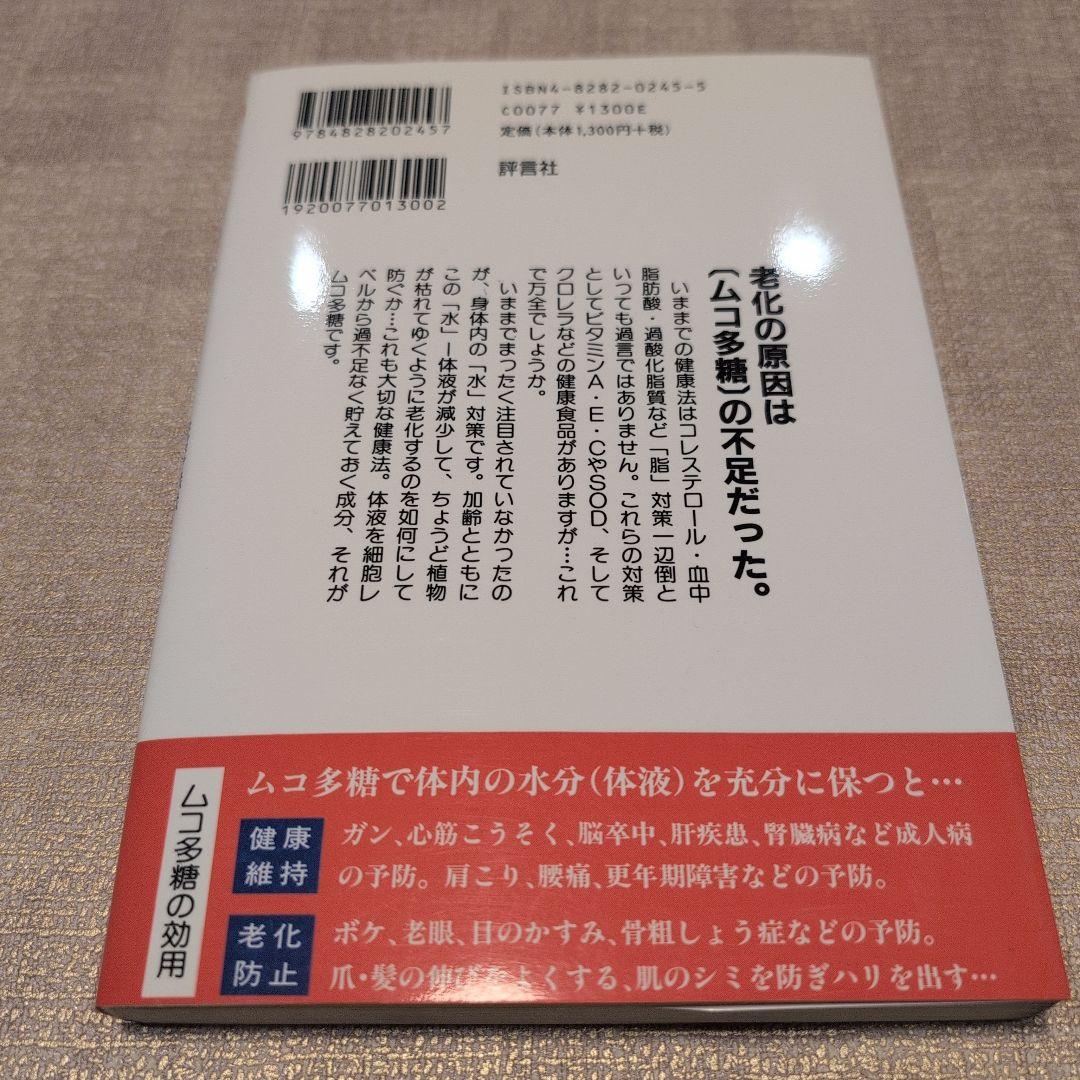 ISBN4-8282-0245-5
C0077 ¥1300E
定価(本体1,300円+税)
9784828202457
評言社
1920077013002
老化の原因は
〔ムコ多糖〕の不足だった。
いままでの健康法はコレステロール・血中
脂肪酸・過酸化脂質など「脂」対策一辺倒と
いっても過言ではありません。これらの対策
としてビタミンA・E・CやSOD、そして
クロレラなどの健康食品がありますが…これ
で万全でしょうか。
いままでまったく注目されていなかったの
が、身体内の「水」対策です。加齢とともに
この「水」―体液が減少して、ちょうど植物
が枯れてゆくように老化するのを如何にして
防ぐか…これも大切な健康法。体液を細胞レ
ベルから過不足なく貯えておく成分、それが
ムコ多糖です。
ムコ多糖の効用
ムコ多糖で体内の水分(体液)を充分に保つと…
健康
維持
ガン、心筋こうそく、脳卒中、肝疾患、腎臓病など成人病
の予防。肩こり、腰痛、更年期障害などの予防。
老化
防止
ボケ、老眼、目のかすみ、骨粗しょう症などの予防。
爪・髪の伸びをよくする、肌のシミを防ぎハリを出す…